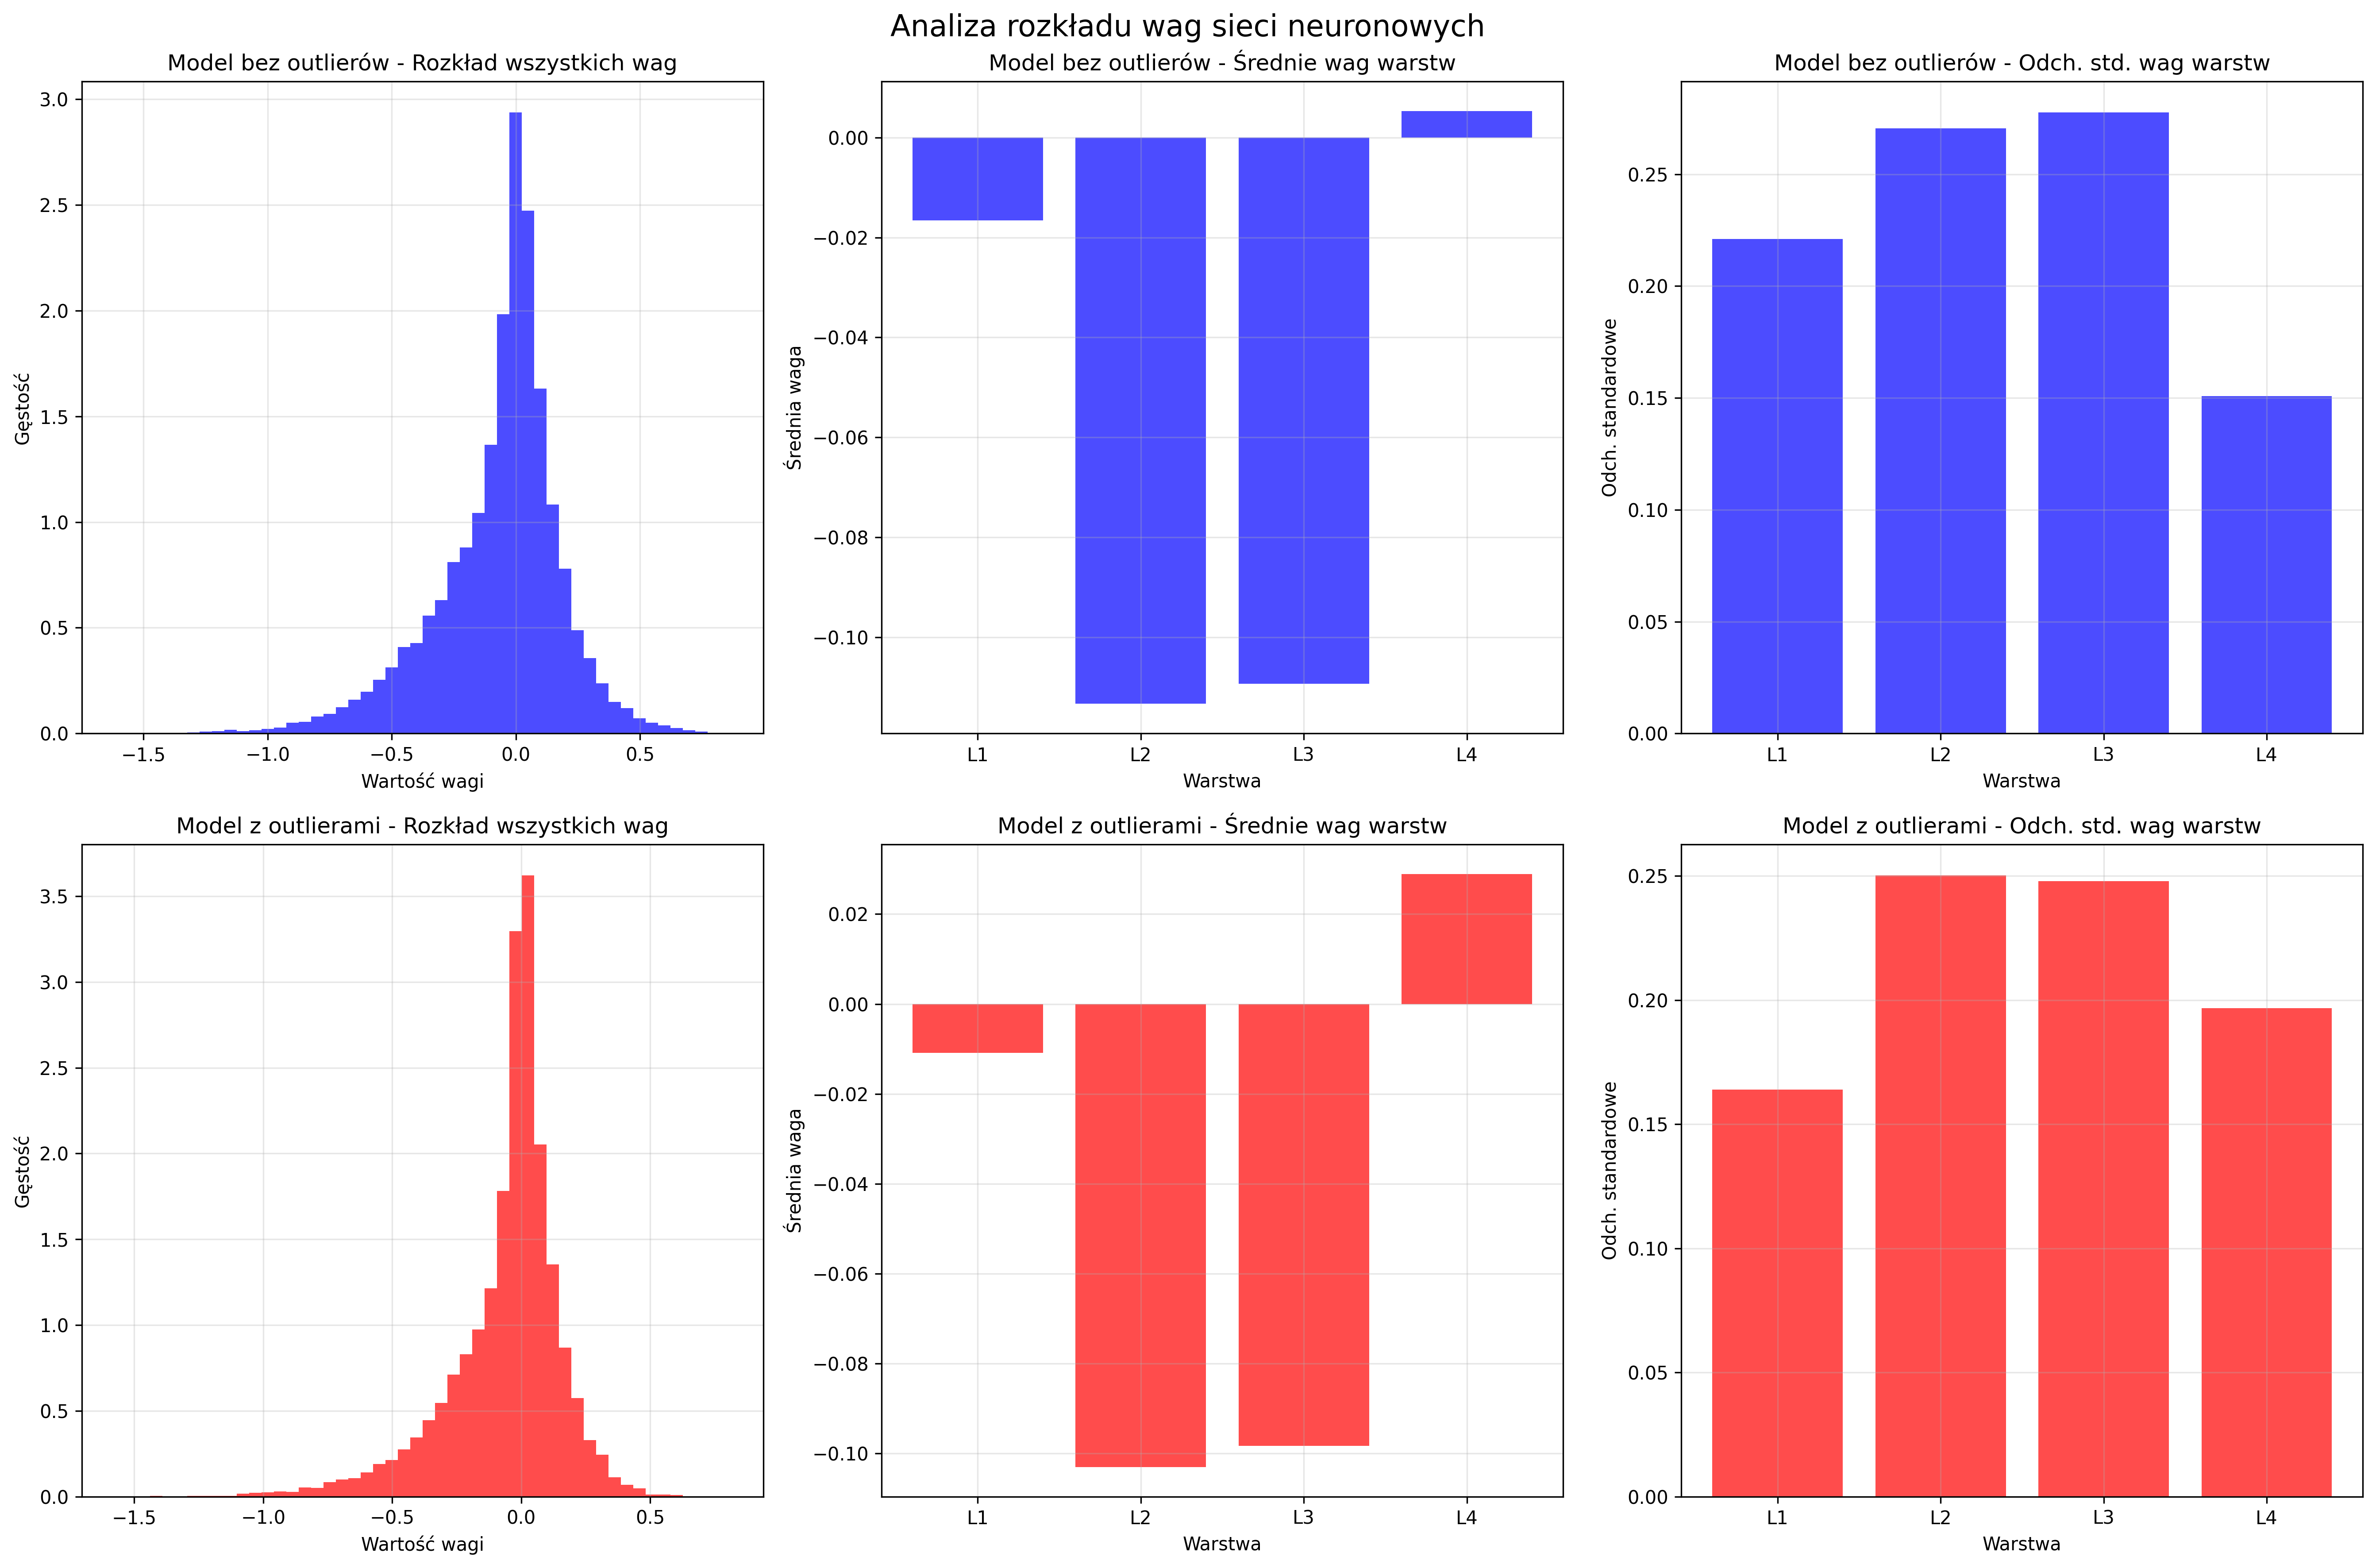 Analiza rozkładu wag sieci neuronowych
Model bez outlierów - Rozkład wszystkich wag
3.0
2.5
2.0
1.5
1.0
0.5
0.0
Gęstość
−1.5 −1.0 −0.5 0.0 0.5
Wartość wagi
Model bez outlierów - Średnie wag warstw
0.00
−0.02
−0.04
−0.06
−0.08
−0.10
Średnia waga
L1 L2 L3 L4
Warstwa
Model bez outlierów - Odch. std. wag warstw
0.25
0.20
0.15
0.10
0.05
0.00
Odch. standardowe
L1 L2 L3 L4
Warstwa
Model z outlierami - Rozkład wszystkich wag
3.5
3.0
2.5
2.0
1.5
1.0
0.5
0.0
Gęstość
−1.5 −1.0 −0.5 0.0 0.5
Wartość wagi
Model z outlierami - Średnie wag warstw
0.02
0.00
−0.02
−0.04
−0.06
−0.08
−0.10
Średnia waga
L1 L2 L3 L4
Warstwa
Model z outlierami - Odch. std. wag warstw
0.25
0.20
0.15
0.10
0.05
0.00
Odch. standardowe
L1 L2 L3 L4
Warstwa